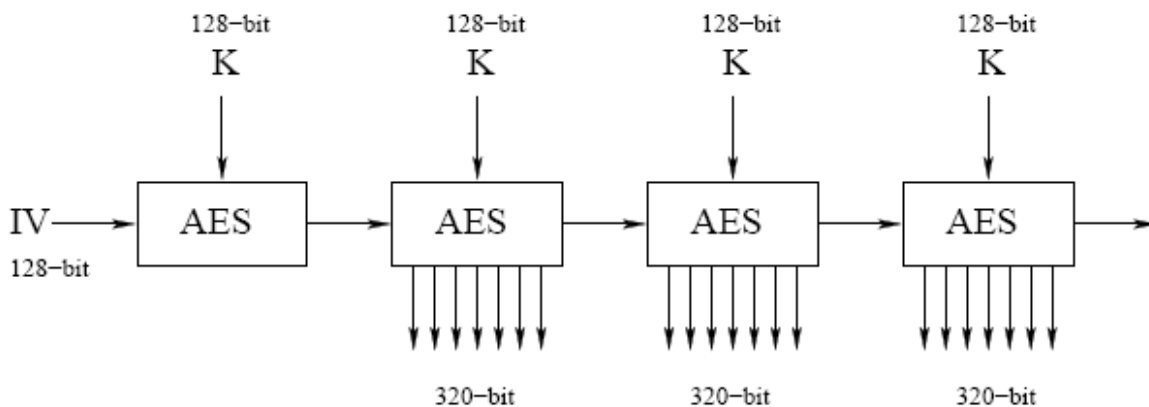 128−bit 128−bit 128−bit 128−bit
K K K K
IV AES AES AES AES
128−bit
320−bit 320−bit 320−bit